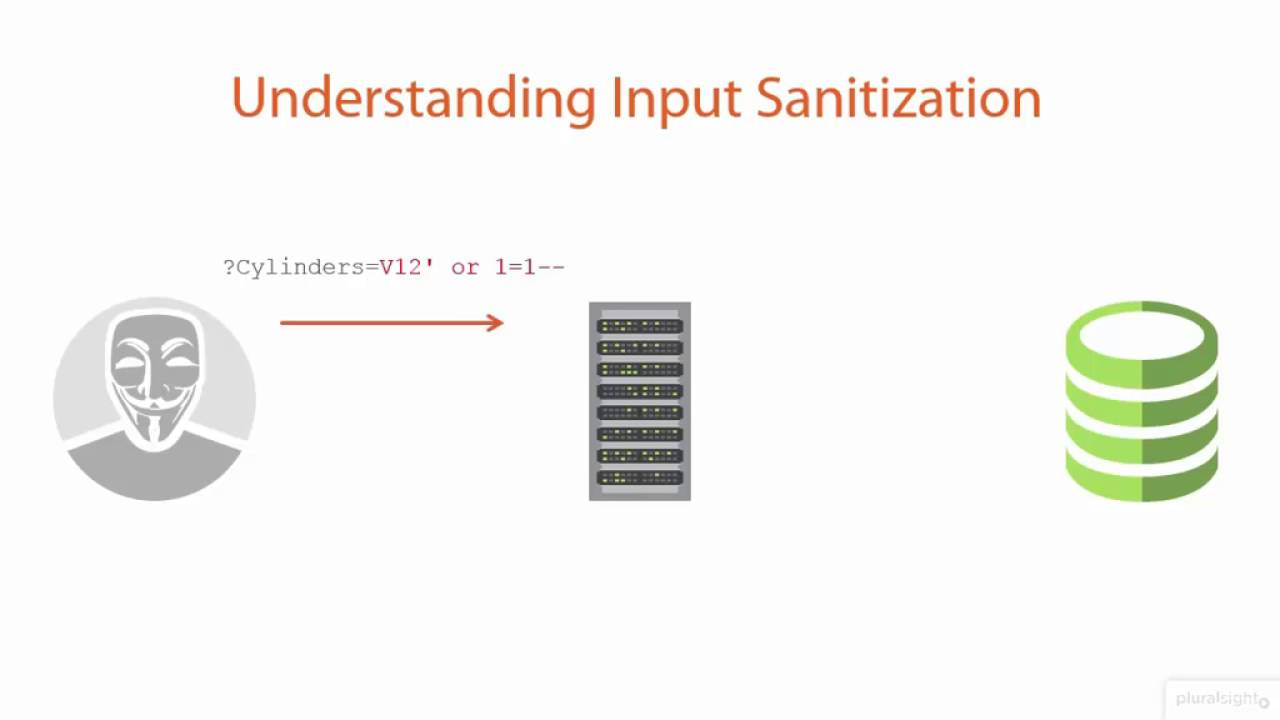 Understanding Input Sanitization
?Cylinders=V12' or 1=1--
pluralsight